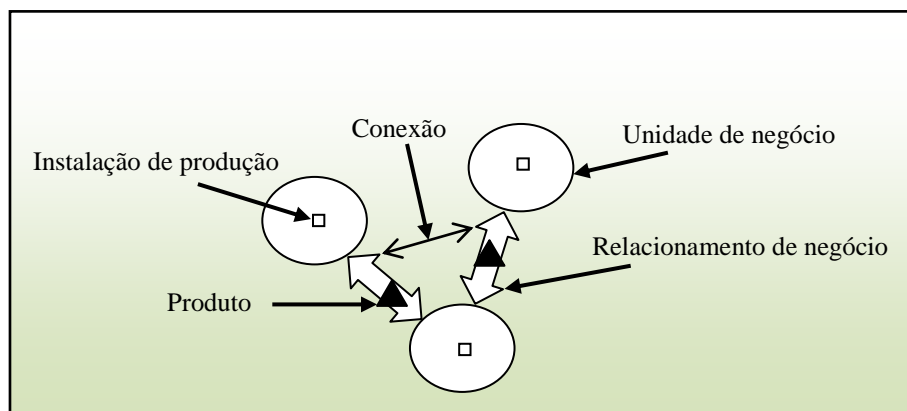 Conexão
Unidade de negócio
Instalação de produção
Relacionamento de negócio
Produto